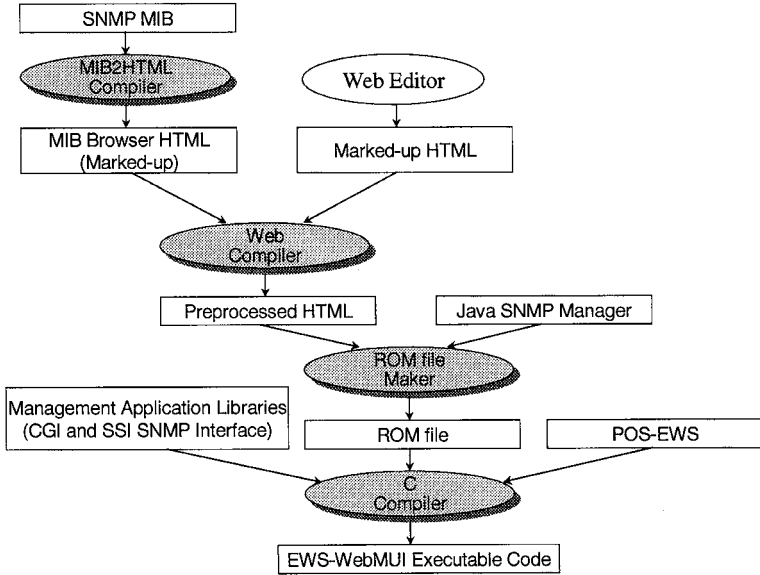 SNMP MIB
MIB2HTML
Compiler
Web Editor
MIB Browser HTML
(Marked-up)
Marked-up HTML
Web
Compiler
Preprocessed HTML
Java SNMP Manager
ROM file
Maker
Management Application Libraries
(CGI and SSI SNMP Interface)
ROM file
POS-EWS
C
Compiler
EWS-WebMUI Executable Code